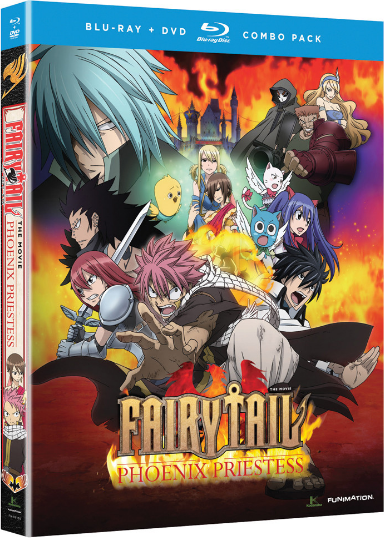 BLU-RAY + DVD Blu-ray Disc COMBO PACK
FAIRY TAIL
THE MOVIE
PHOENIX PRIESTESS
THE MOVIE
FAIRY TAIL
PHOENIX PRIESTESS
FUNIMATION